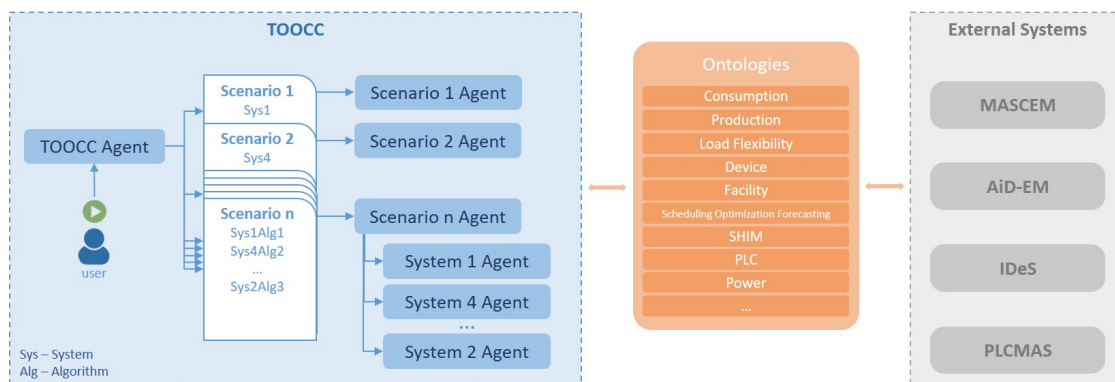 TOOCC
TOOCC Agent
user
Scenario 1
Sys1
Scenario 2
Sys4
Scenario n
Sys1Alg1
Sys4Alg2
...
Sys2Alg3
Scenario 1 Agent
Scenario 2 Agent
Scenario n Agent
System 1 Agent
System 4 Agent
...
System 2 Agent
Sys – System
Alg – Algorithm
Ontologies
Consumption
Production
Load Flexibility
Device
Facility
Scheduling Optimization Forecasting
SHIM
PLC
Power
...
External Systems
MASCEM
AiD-EM
IDeS
PLCMAS